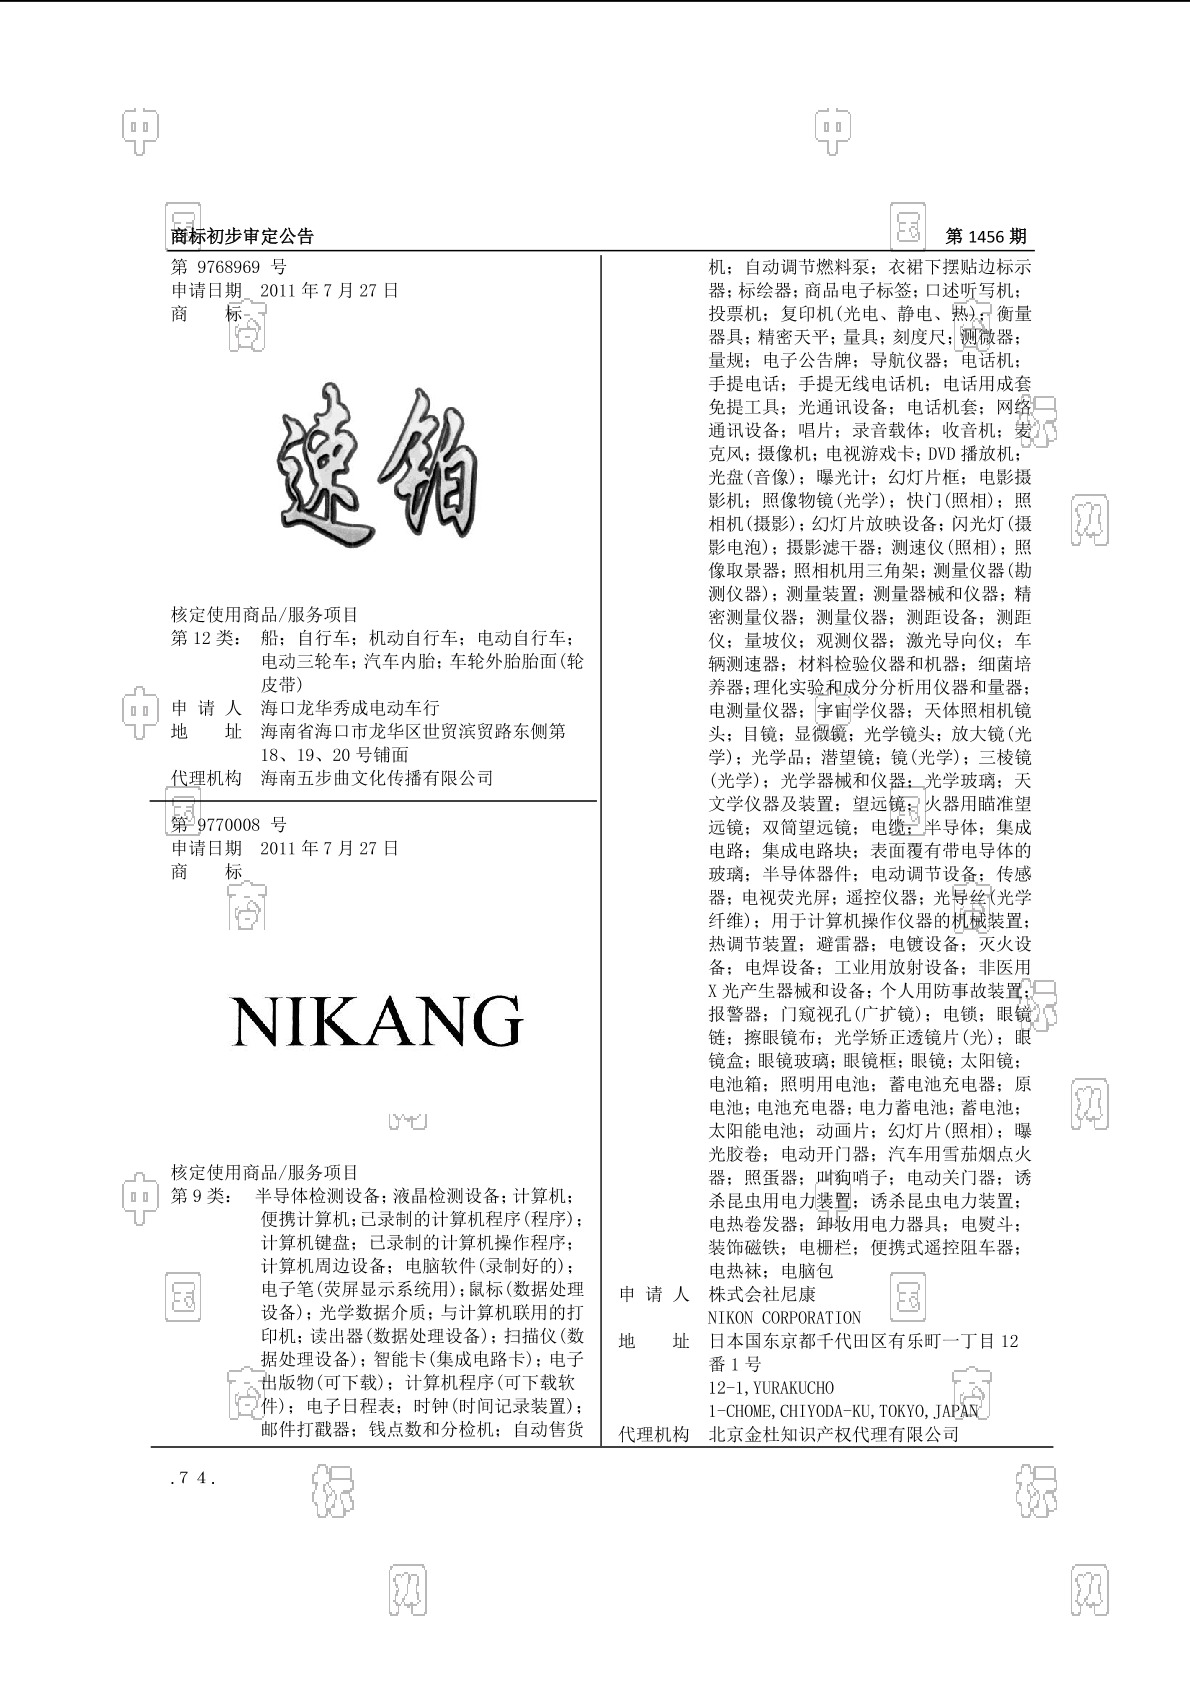 商标初步审定公告
第 1456 期
第 9768969 号
申请日期 2011 年 7 月 27 日
商 标
速铂
核定使用商品/服务项目
第 12 类: 船; 自行车; 机动自行车; 电动自行车;
电动三轮车; 汽车内胎; 车轮外胎胎面(轮
皮带)
申 请 人 海口龙华秀成电动车行
地 址 海南省海口市龙华区世贸滨贸路东侧第
18、19、20 号铺面
代理机构 海南五步曲文化传播有限公司
第 9770008 号
申请日期 2011 年 7 月 27 日
商 标
NIKANG
核定使用商品/服务项目
第 9 类: 半导体检测设备; 液晶检测设备; 计算机;
便携计算机; 已录制的计算机程序(程序);
计算机键盘; 已录制的计算机操作程序;
计算机周边设备; 电脑软件(录制好的);
电子笔(荧屏显示系统用); 鼠标(数据处理
设备); 光学数据介质; 与计算机联用的打
印机; 读出器(数据处理设备); 扫描仪(数
据处理设备); 智能卡(集成电路卡); 电子
出版物(可下载); 计算机程序(可下载软
件); 电子日程表; 时钟(时间记录装置);
邮件打戳器; 钱点数和分检机; 自动售货
机; 自动调节燃料泵; 衣裙下摆贴边标示
器; 标绘器; 商品电子标签; 口述听写机;
投票机; 复印机(光电、静电、热); 衡量
器具; 精密天平; 量具; 刻度尺; 测微器;
量规; 电子公告牌; 导航仪器; 电话机;
手提电话; 手提无线电话机; 电话用成套
免提工具; 光通讯设备; 电话机套; 网络
通讯设备; 唱片; 录音载体; 收音机; 麦
克风; 摄像机; 电视游戏卡; DVD 播放机;
光盘(音像); 曝光计; 幻灯片框; 电影摄
影机; 照像物镜(光学); 快门(照相); 照
相机(摄影); 幻灯片放映设备; 闪光灯(摄
影电泡); 摄影滤干器; 测速仪(照相); 照
像取景器; 照相机用三角架; 测量仪器(勘
测仪器); 测量装置; 测量器械和仪器; 精
密测量仪器; 测量仪器; 测距设备; 测距
仪; 量坡仪; 观测仪器; 激光导向仪; 车
辆测速器; 材料检验仪器和机器; 细菌培
养器; 理化实验和成分分析用仪器和量器;
电测量仪器; 宇宙学仪器; 天体照相机镜
头; 目镜; 显微镜; 光学镜头; 放大镜(光
学); 光学品; 潜望镜; 镜(光学); 三棱镜
(光学); 光学器械和仪器; 光学玻璃; 天
文学仪器及装置; 望远镜; 火器用瞄准望
远镜; 双筒望远镜; 电缆; 半导体; 集成
电路; 集成电路块; 表面覆有带电导体的
玻璃; 半导体器件; 电动调节设备; 传感
器; 电视荧光屏; 遥控仪器; 光导丝(光学
纤维); 用于计算机操作仪器的机械装置;
热调节装置; 避雷器; 电镀设备; 灭火设
备; 电焊设备; 工业用放射设备; 非医用
X 光产生器械和设备; 个人用防事故装置;
报警器; 门窥视孔(广扩镜); 电锁; 眼镜
链; 擦眼镜布; 光学矫正透镜片(光); 眼
镜盒; 眼镜玻璃; 眼镜框; 眼镜; 太阳镜;
电池箱; 照明用电池; 蓄电池充电器; 原
电池; 电池充电器; 电力蓄电池; 蓄电池;
太阳能电池; 动画片; 幻灯片(照相); 曝
光胶卷; 电动开门器; 汽车用雪茄烟点火
器; 照蛋器; 叫狗哨子; 电动关门器; 诱
杀昆虫用电力装置; 诱杀昆虫电力装置;
电热卷发器; 卸妆用电力器具; 电熨斗;
装饰磁铁; 电栅栏; 便携式遥控阻车器;
电热袜; 电脑包
申 请 人 株式会社尼康
NIKON CORPORATION
地 址 日本国东京都千代田区有乐町一丁目 12
番 1 号
12-1,YURAKUCHO
1-CHOME,CHIYODA-KU,TOKYO,JAPAN
代理机构 北京金杜知识产权代理有限公司
.74.